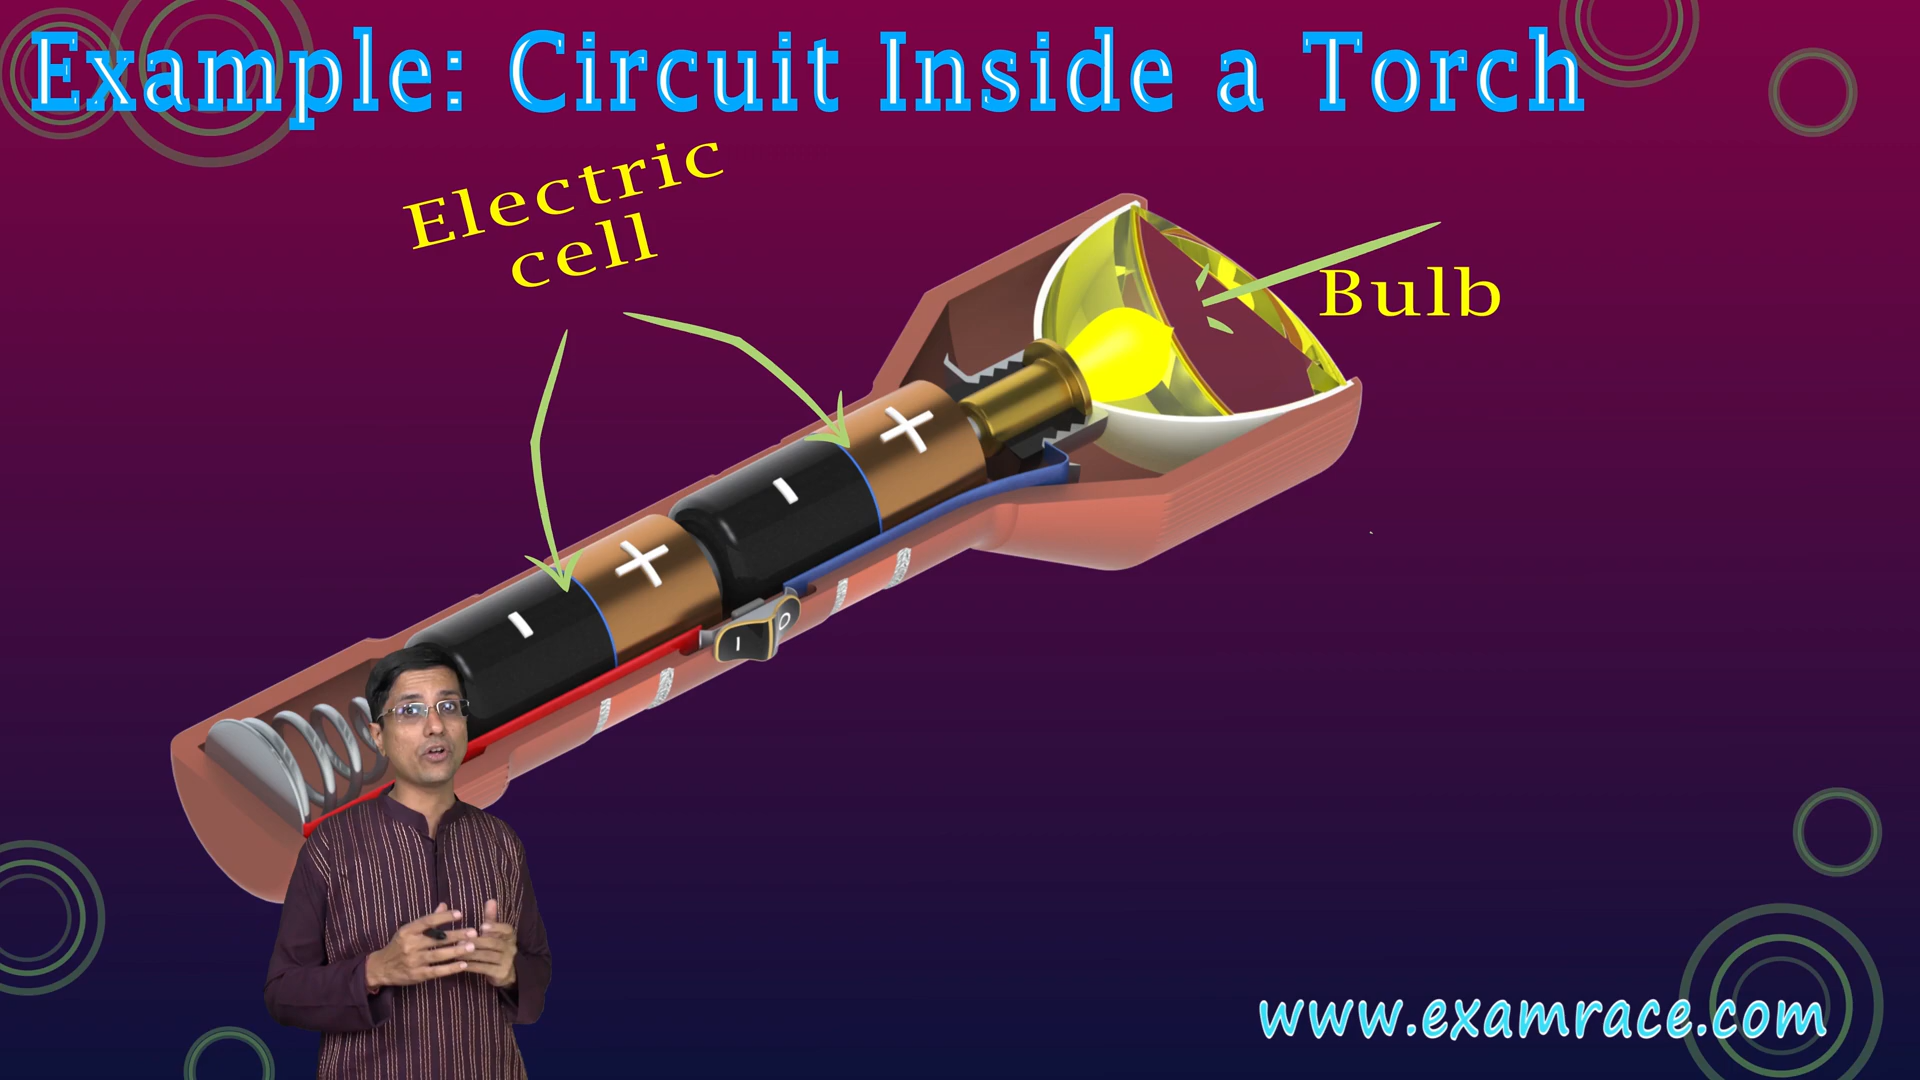 Example: Circuit Inside a Torch
Electric
cell
Bulb
+
-
+
-
I O
www.examrace.com